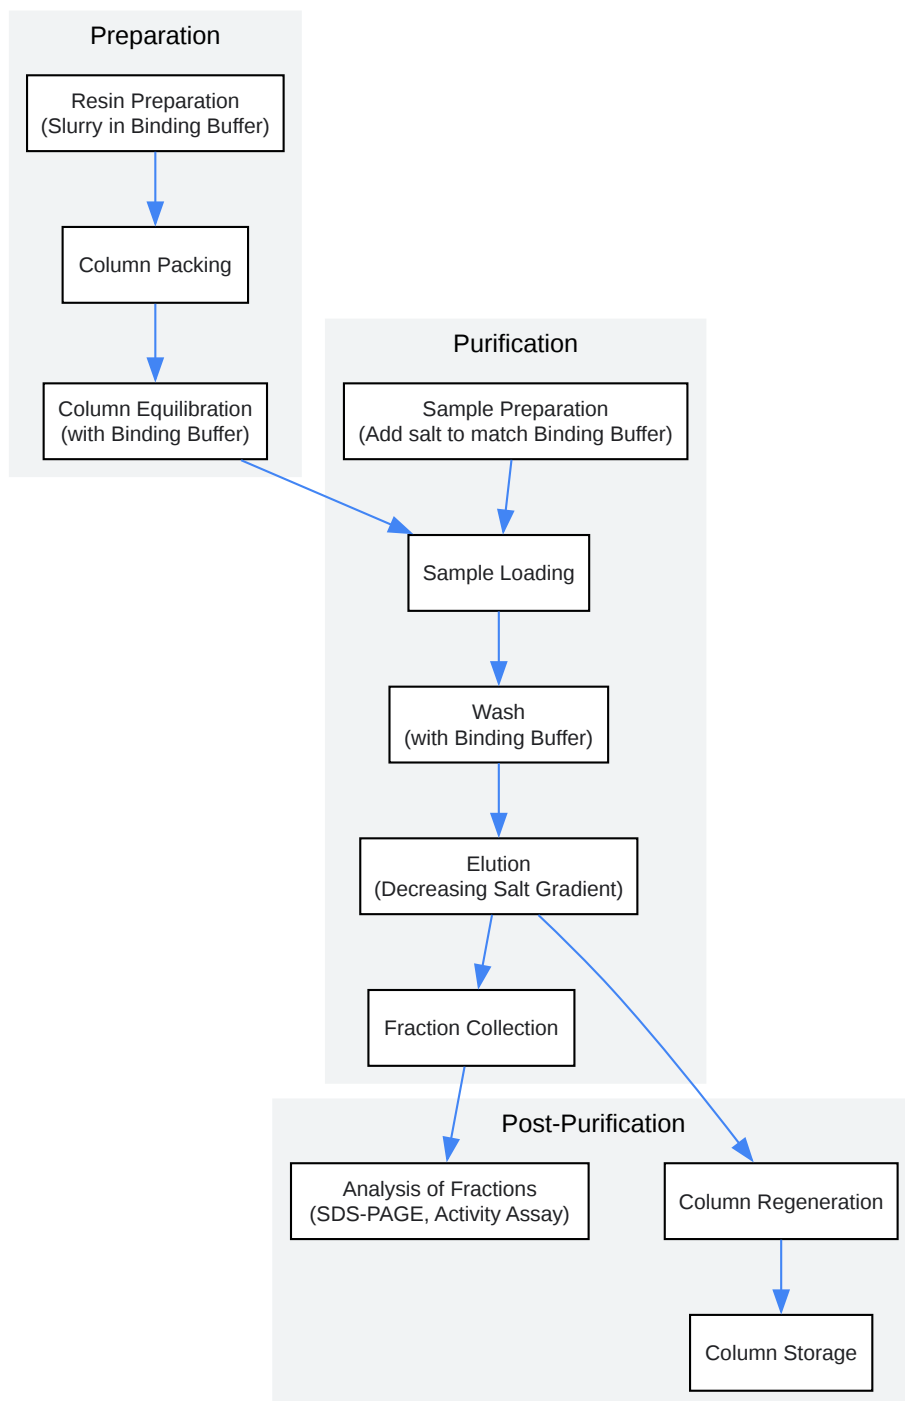 Preparation
Resin Preparation
(Slurry in Binding Buffer)
Column Packing
Column Equilibration
(with Binding Buffer)
Purification
Sample Preparation
(Add salt to match Binding Buffer)
Sample Loading
Wash
(with Binding Buffer)
Elution
(Decreasing Salt Gradient)
Fraction Collection
Post-Purification
Analysis of Fractions
(SDS-PAGE, Activity Assay)
Column Regeneration
Column Storage